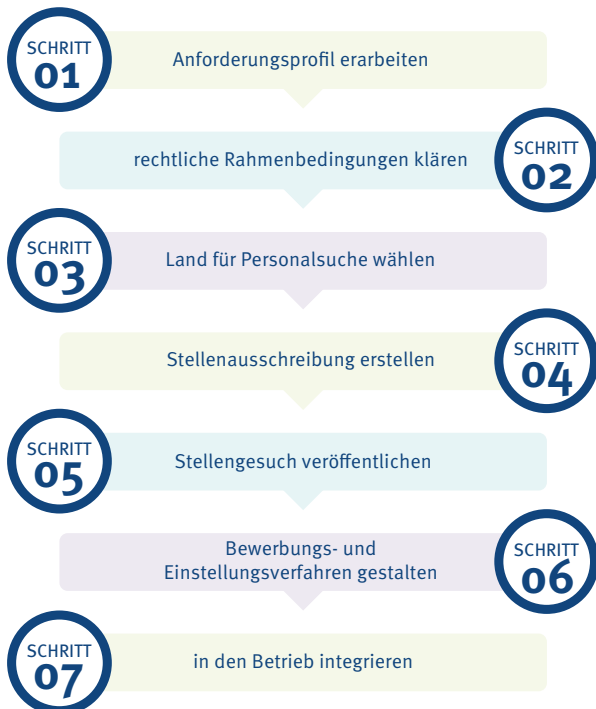 SCHRITT
01
Anforderungsprofil erarbeiten
rechtliche Rahmenbedingungen klären
SCHRITT
02
SCHRITT
03
Land für Personalsuche wählen
Stellenausschreibung erstellen
SCHRITT
04
SCHRITT
05
Stellengesuch veröffentlichen
Bewerbungs- und
Einstellungsverfahren gestalten
SCHRITT
06
SCHRITT
07
in den Betrieb integrieren